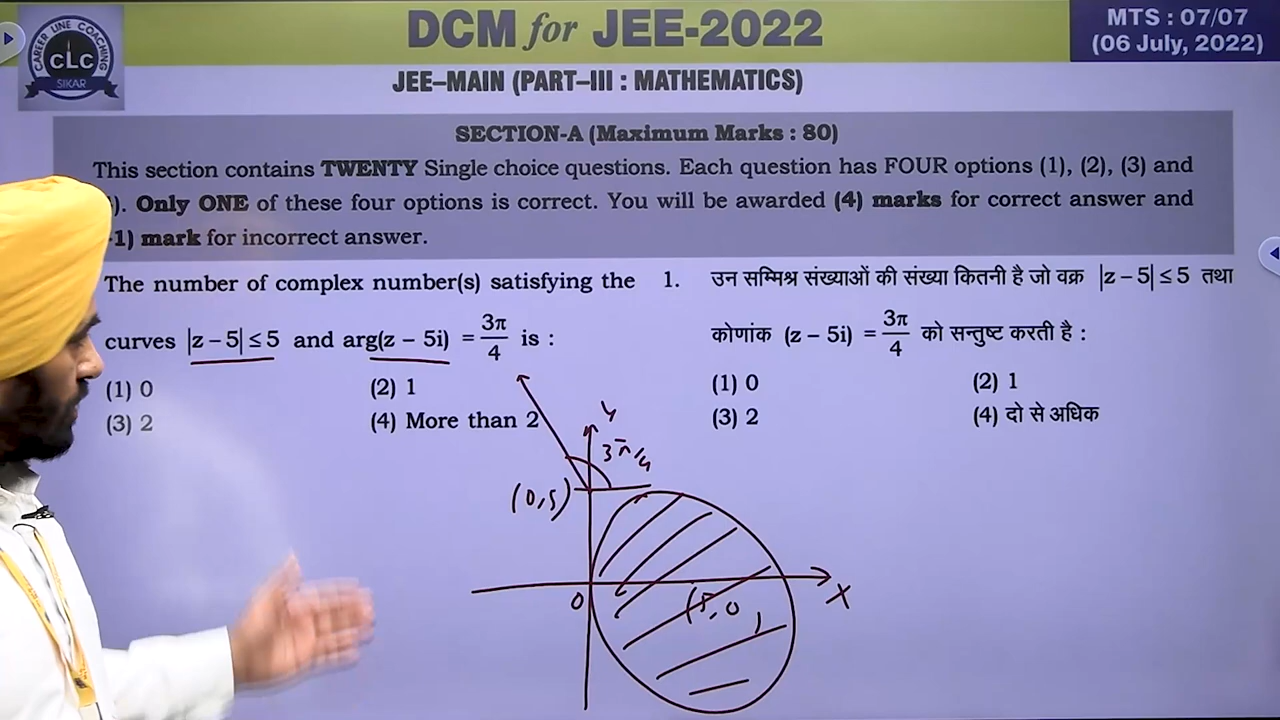 DCM for JEE-2022
MTS : 07/07
(06 July, 2022)
CAREER LINE COACHING
CLC
SIKAR
JEE–MAIN (PART–III : MATHEMATICS)
SECTION-A (Maximum Marks : 80)
This section contains TWENTY Single choice questions. Each question has FOUR options (1), (2), (3) and
). Only ONE of these four options is correct. You will be awarded (4) marks for correct answer and
1) mark for incorrect answer.
The number of complex number(s) satisfying the
curves |z – 5| ≤ 5 and arg(z – 5i) = 3π/4 is :
(1) 0 (2) 1
(3) 2 (4) More than 2
1. उन सम्मिश्र संख्याओं की संख्या कितनी है जो वक्र |z – 5| ≤ 5 तथा
कोणांक (z – 5i) = 3π/4 को सन्तुष्ट करती है :
(1) 0 (2) 1
(3) 2 (4) दो से अधिक
y
3π/4
(0,5)
0
(5,0)
X